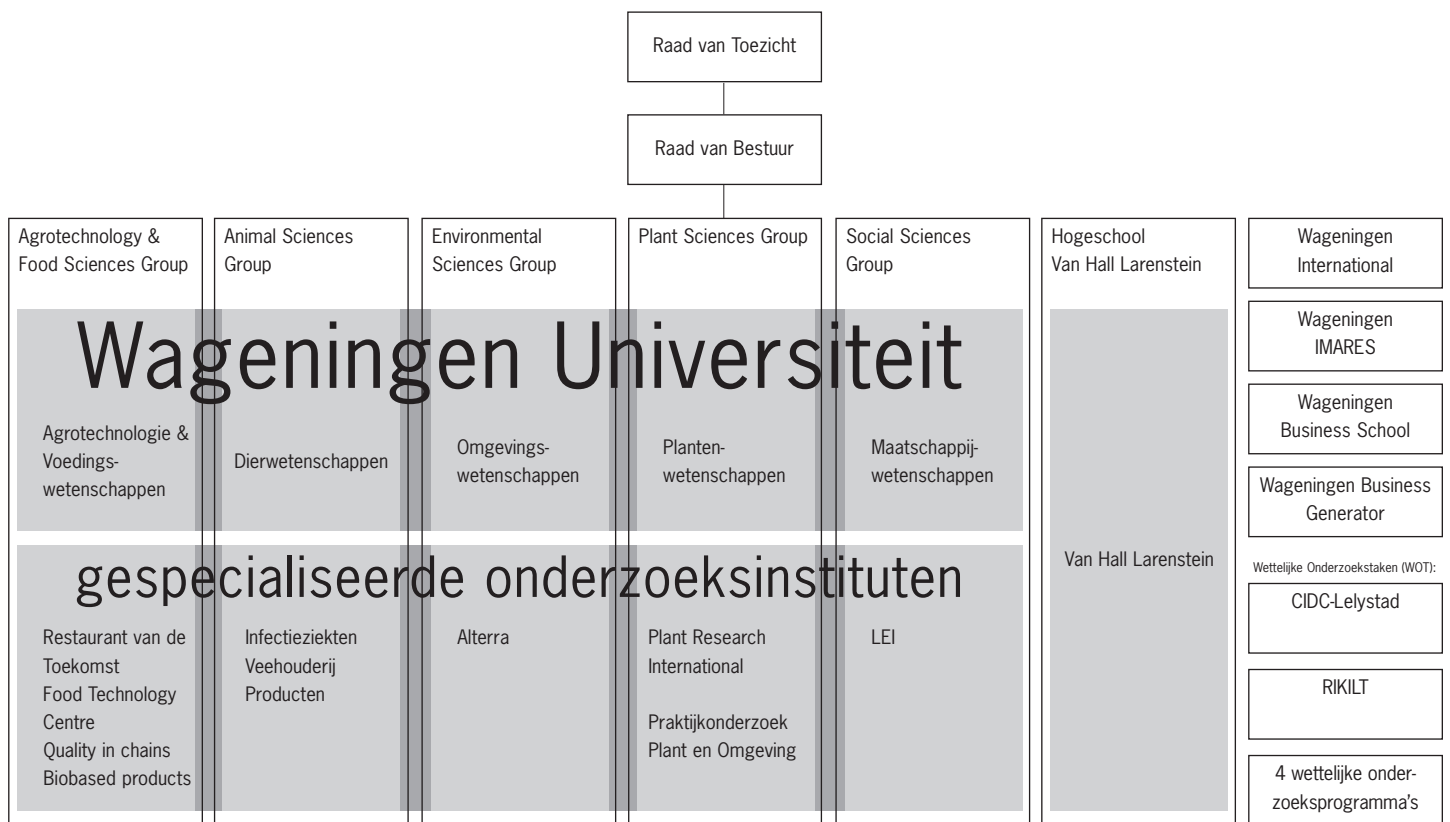 Raad van Toezicht
Raad van Bestuur
Agrotechnology &
Food Sciences Group
Animal Sciences
Group
Environmental
Sciences Group
Plant Sciences Group
Social Sciences
Group
Hogeschool
Van Hall Larenstein
Wageningen Universiteit
Agrotechnologie &
Voedings-
wetenschappen
Dierwetenschappen
Omgevings-
wetenschappen
Planten-
wetenschappen
Maatschappij-
wetenschappen
gespecialiseerde onderzoeksinstituten
Restaurant van de
Toekomst
Food Technology
Centre
Quality in chains
Biobased products
Infectieziekten
Veehouderij
Producten
Alterra
Plant Research
International
Praktijkonderzoek
Plant en Omgeving
LEI
Van Hall Larenstein
Wageningen
International
Wageningen
IMARES
Wageningen
Business School
Wageningen Business
Generator
Wettelijke Onderzoekstaken (WOT):
CIDC-Lelystad
RIKILT
4 wettelijke onder-
zoeksprogramma's